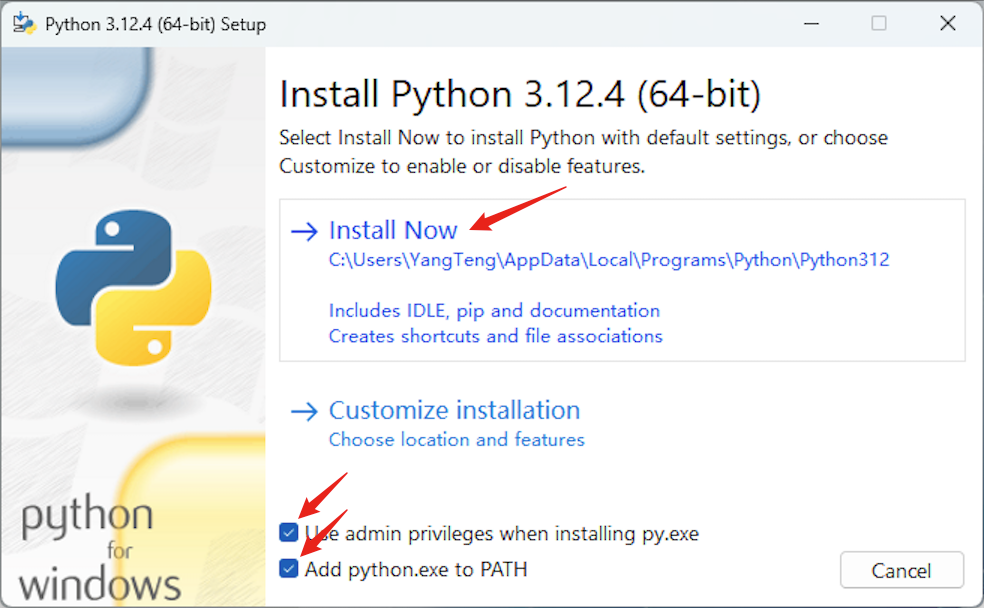 Python 3.12.4 (64-bit) Setup
Install Python 3.12.4 (64-bit)
Select Install Now to install Python with default settings, or choose
Customize to enable or disable features.
Install Now
C:\Users\YangTeng\AppData\Local\Programs\Python\Python312
Includes IDLE, pip and documentation
Creates shortcuts and file associations
Customize installation
Choose location and features
Use admin privileges when installing py.exe
Add python.exe to PATH
python
for
windows
Cancel